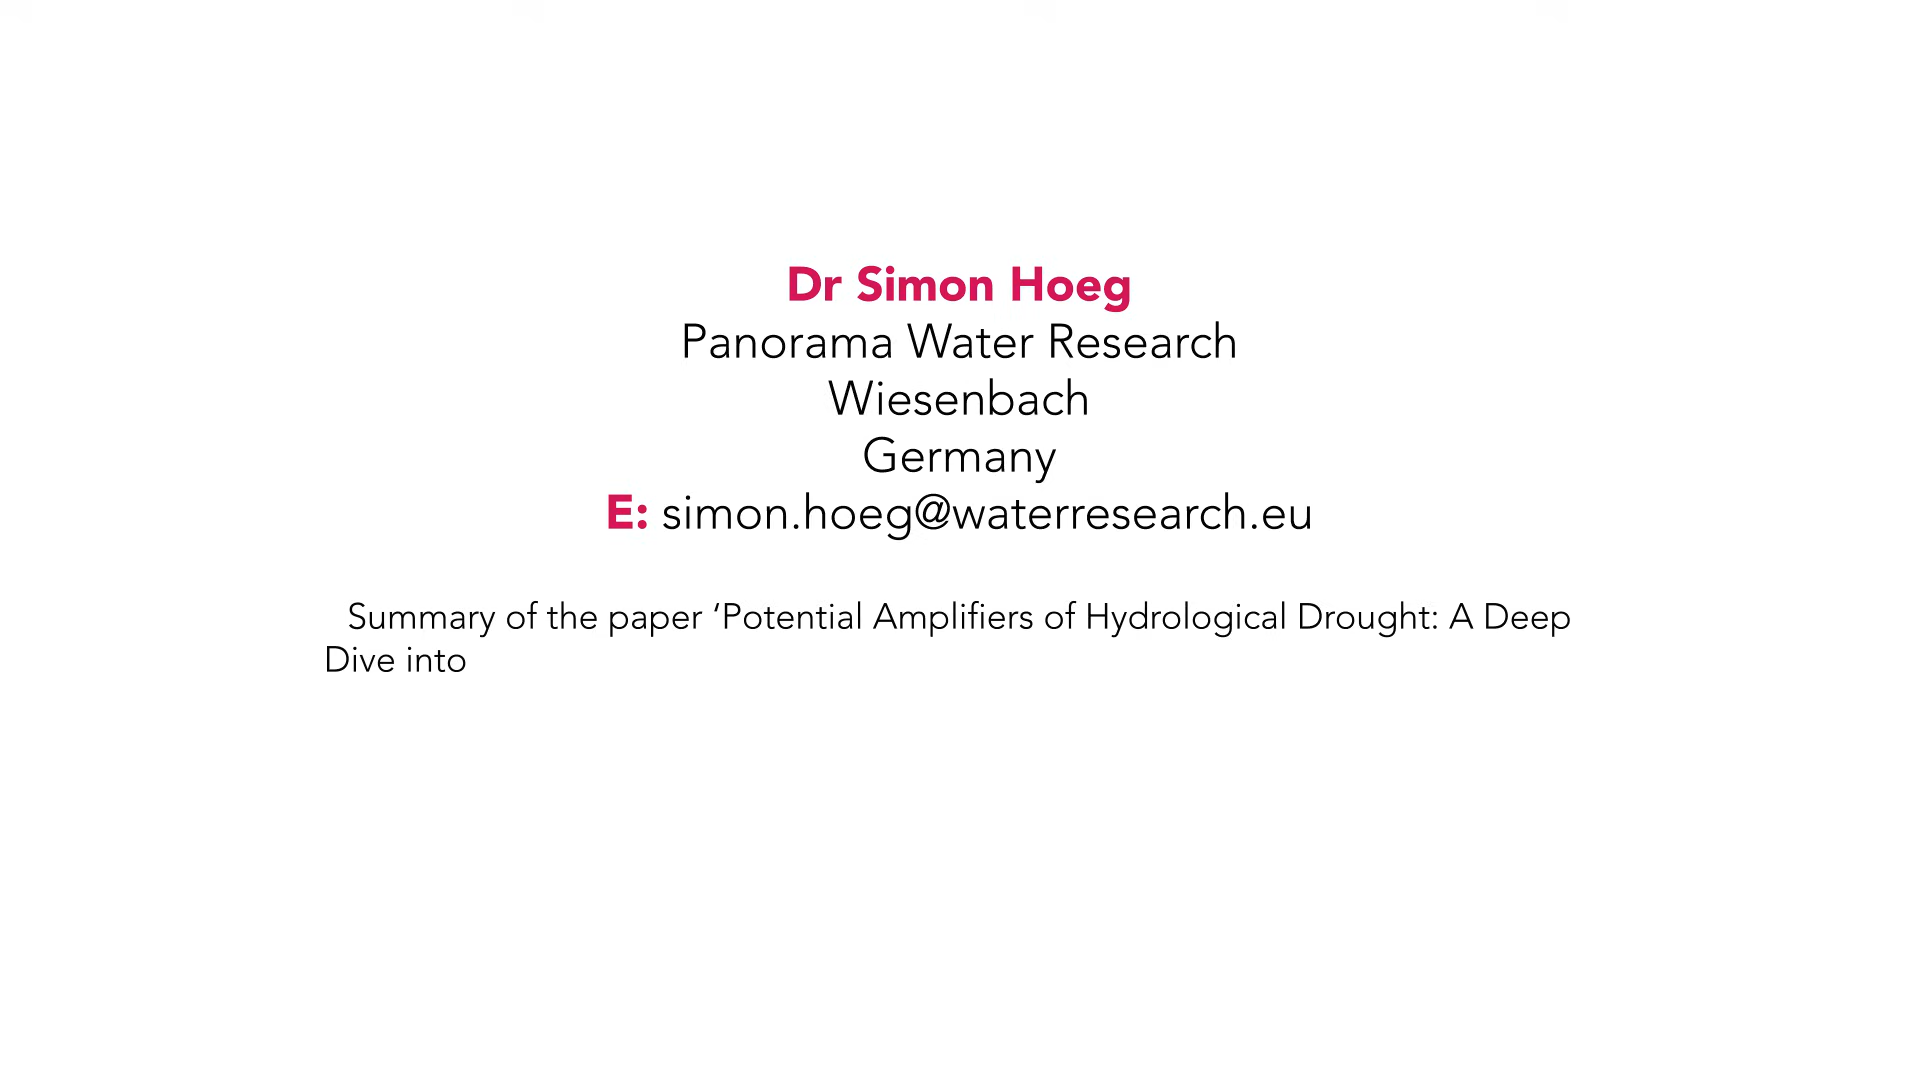 Dr Simon Hoeg
Panorama Water Research
Wiesenbach
Germany
E: simon.hoeg@waterresearch.eu
Summary of the paper ‘Potential Amplifiers of Hydrological Drought: A Deep
Dive into